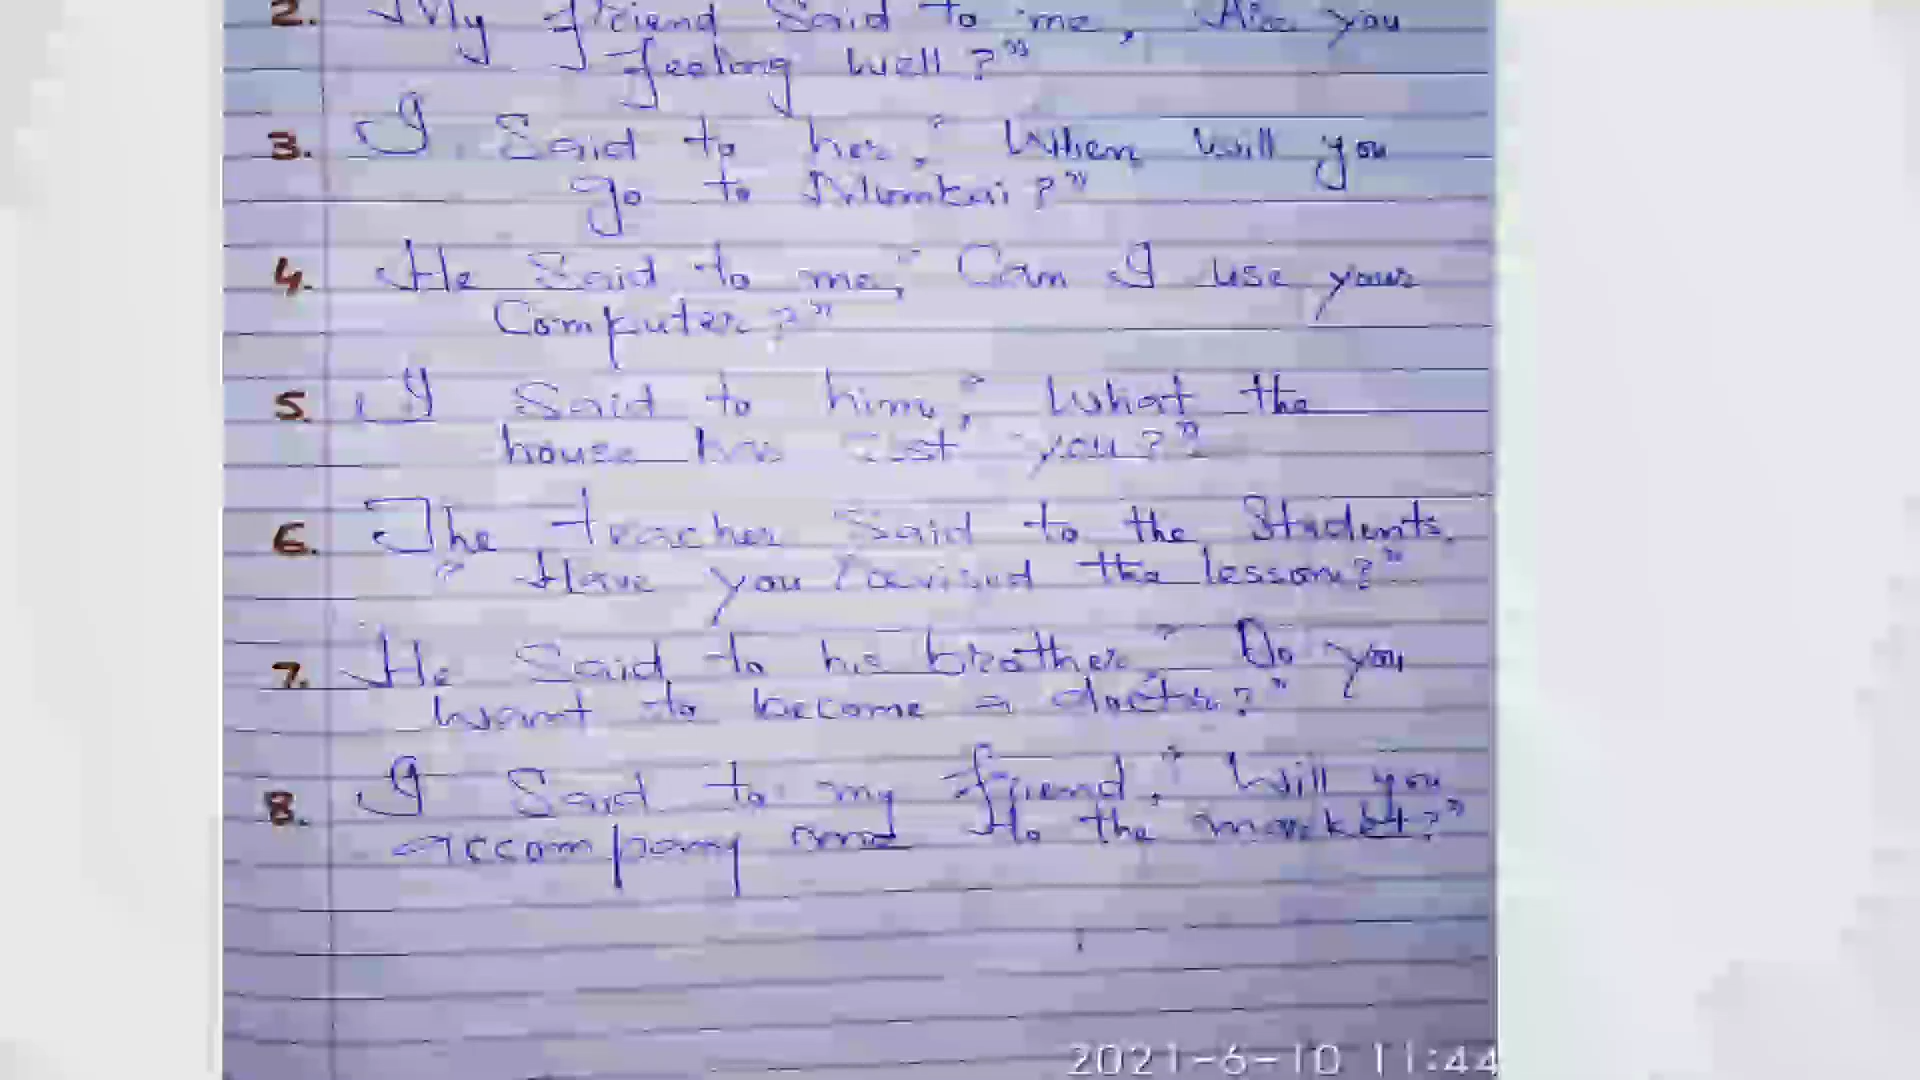 2. My friend Said to me, Are you
feeling well?"
3. I Said to her, "When will you
go to Mumbai?"
4. He Said to me, "Can I use your
Computer?"
5. I Said to him, "What the
house has cost you?"
6. The teacher Said to the Students,
"Have you revised the lesson?"
7. He Said to his brother, "Do you
want to become a doctor?"
8. I Said to my friend, "Will you
accompany me to the market?"
2021-6-10 11:44